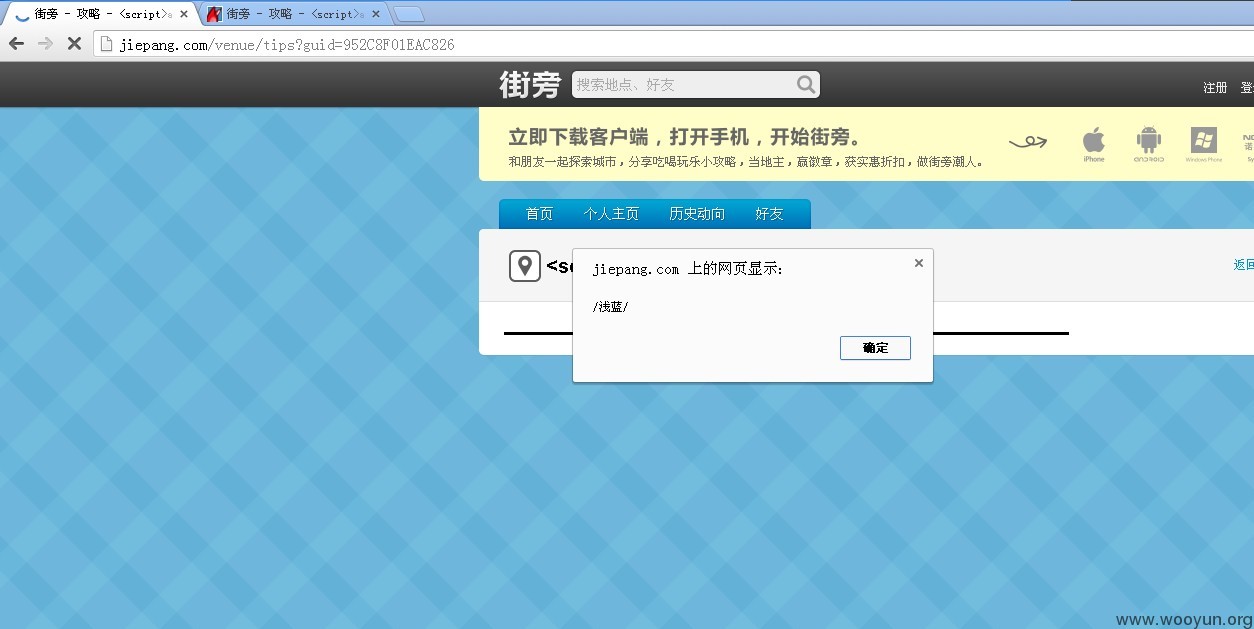 街旁 - 攻略 - <script>
街旁 - 攻略 - <script>
jiepang.com/venue/tips?guid=952C8F01EAC826
街旁
搜索地点、好友
注册
立即下载客户端，打开手机，开始街旁。
和朋友一起探索城市，分享吃喝玩乐小攻略，当地主，赢徽章，获实惠折扣，做街旁潮人。
iPhone
ANDROID
Windows Phone
首页 个人主页 历史动向 好友
<s
返回
jiepang.com 上的网页显示:
/浅蓝/
确定
www.wooyun.org